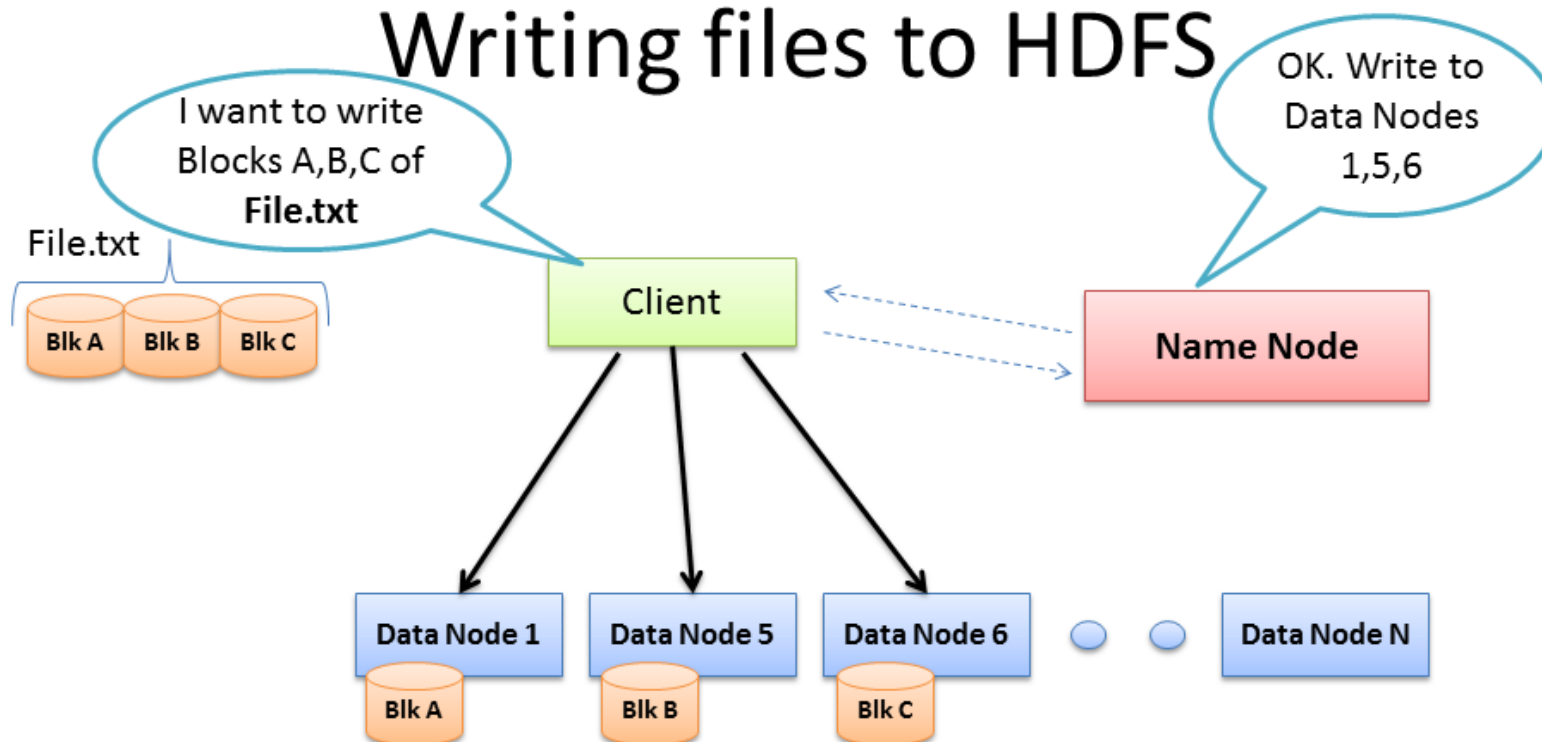 Writing files to HDFS
I want to write
Blocks A,B,C of
File.txt
OK. Write to
Data Nodes
1,5,6
File.txt
Blk A
Blk B
Blk C
Client
Name Node
Data Node 1
Data Node 5
Data Node 6
Data Node N
Blk A
Blk B
Blk C